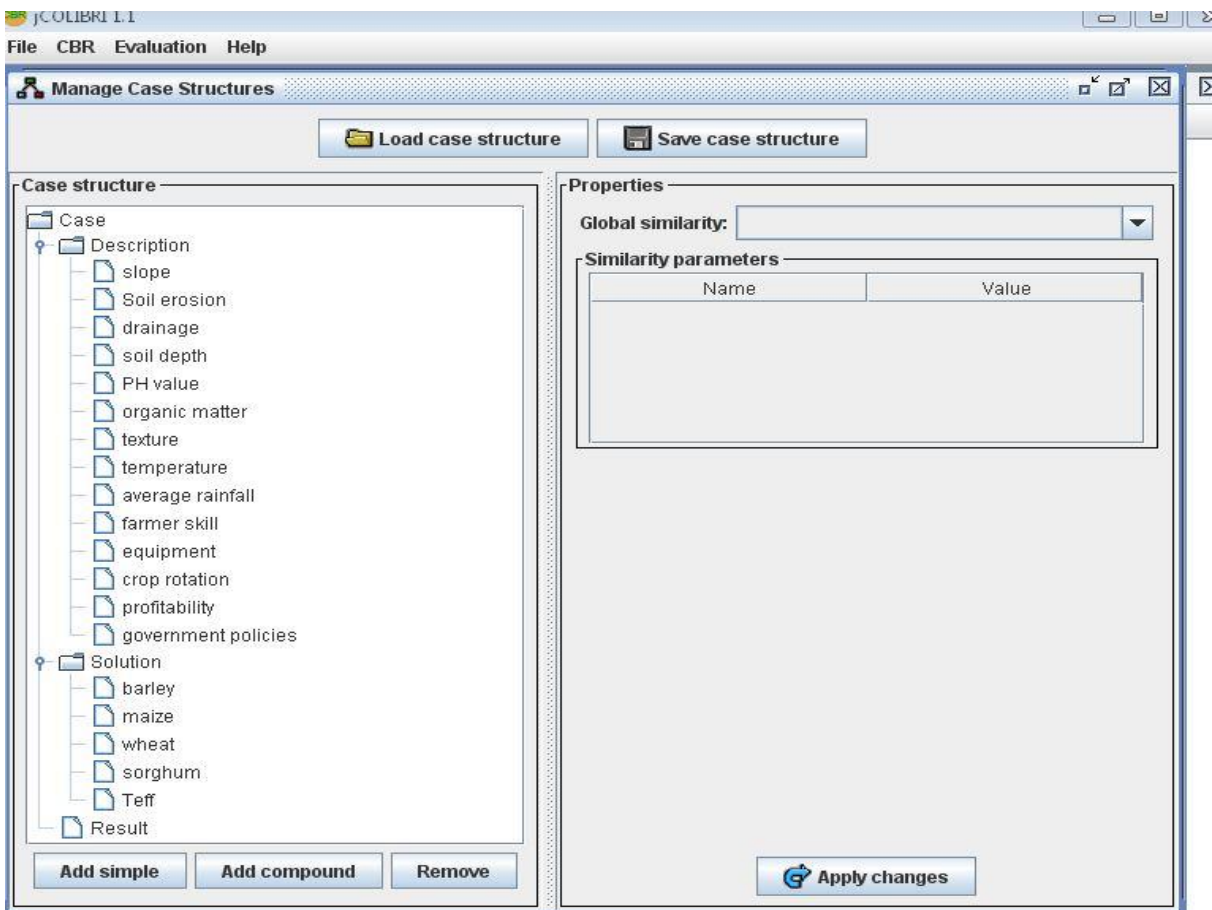 CBR jCOLIBRI 1.1
File CBR Evaluation Help
Manage Case Structures
Load case structure Save case structure
Case structure
Case
Description
slope
Soil erosion
drainage
soil depth
PH value
organic matter
texture
temperature
average rainfall
farmer skill
equipment
crop rotation
profitability
government policies
Solution
barley
maize
wheat
sorghum
Teff
Result
Add simple Add compound Remove
Properties
Global similarity:
Similarity parameters
Name Value
Apply changes